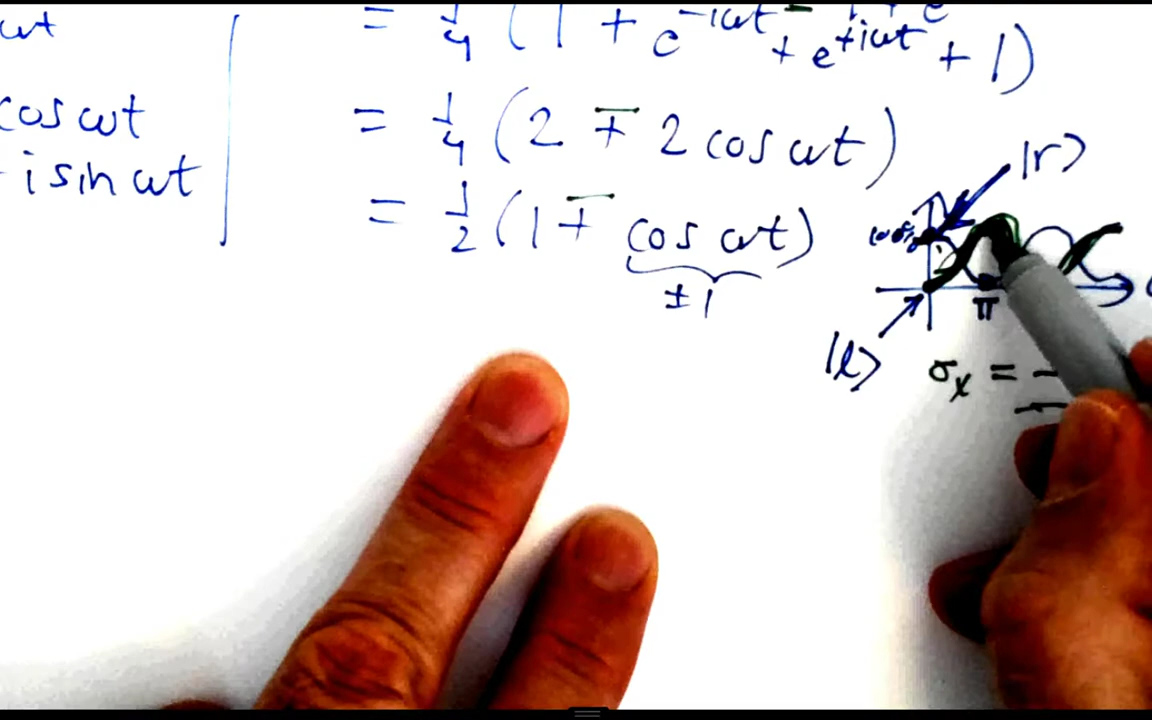 ωt
cos ωt
i sin ωt
= 1/4 ( 1 + e^{-iωt} + e^{+iωt} + 1)
= 1/4 ( 2 ∓ 2 cos ωt )
= 1/2 ( 1 ∓ cos ωt )
± 1
|r⟩
π
|l⟩
σ_x = -